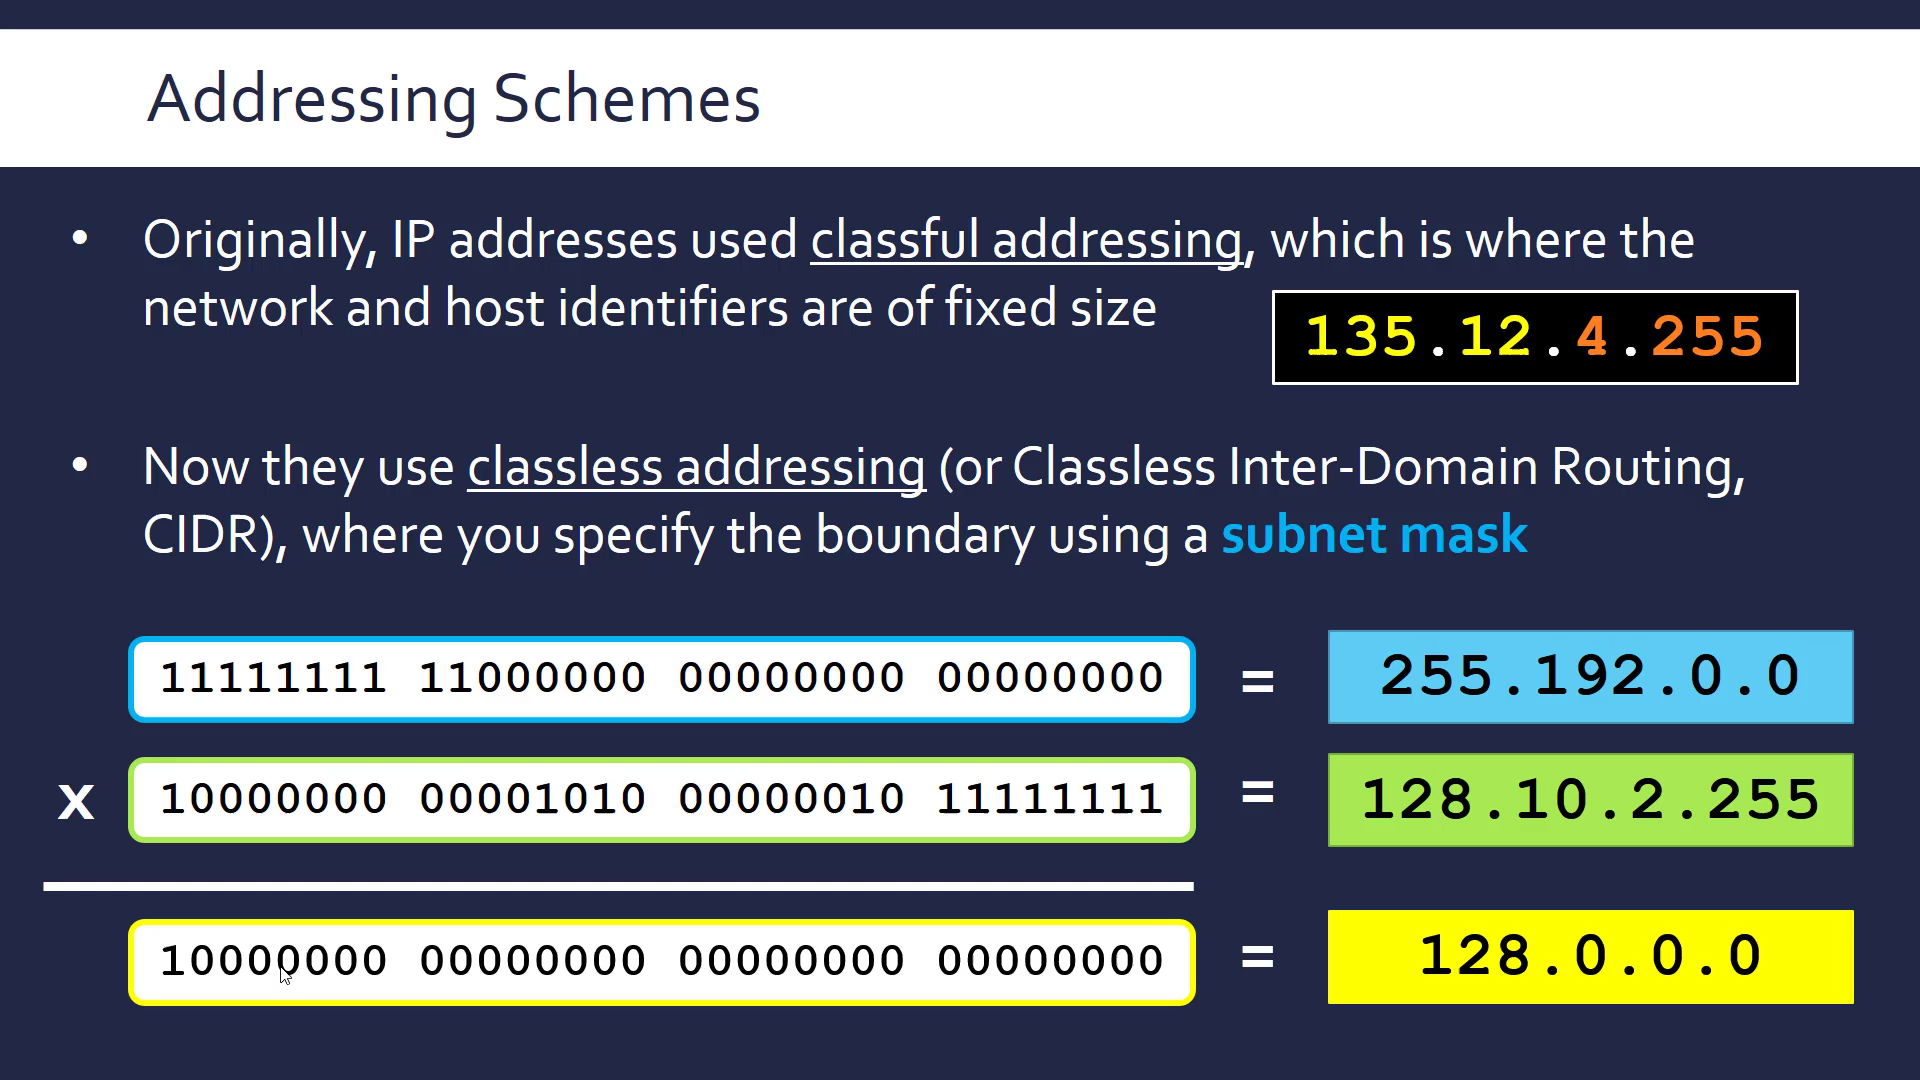 Addressing Schemes
• Originally, IP addresses used classful addressing, which is where the
network and host identifiers are of fixed size
135.12.4.255
• Now they use classless addressing (or Classless Inter-Domain Routing,
CIDR), where you specify the boundary using a subnet mask
11111111 11000000 00000000 00000000 = 255.192.0.0
x 10000000 00001010 00000010 11111111 = 128.10.2.255
10000000 00000000 00000000 00000000 = 128.0.0.0